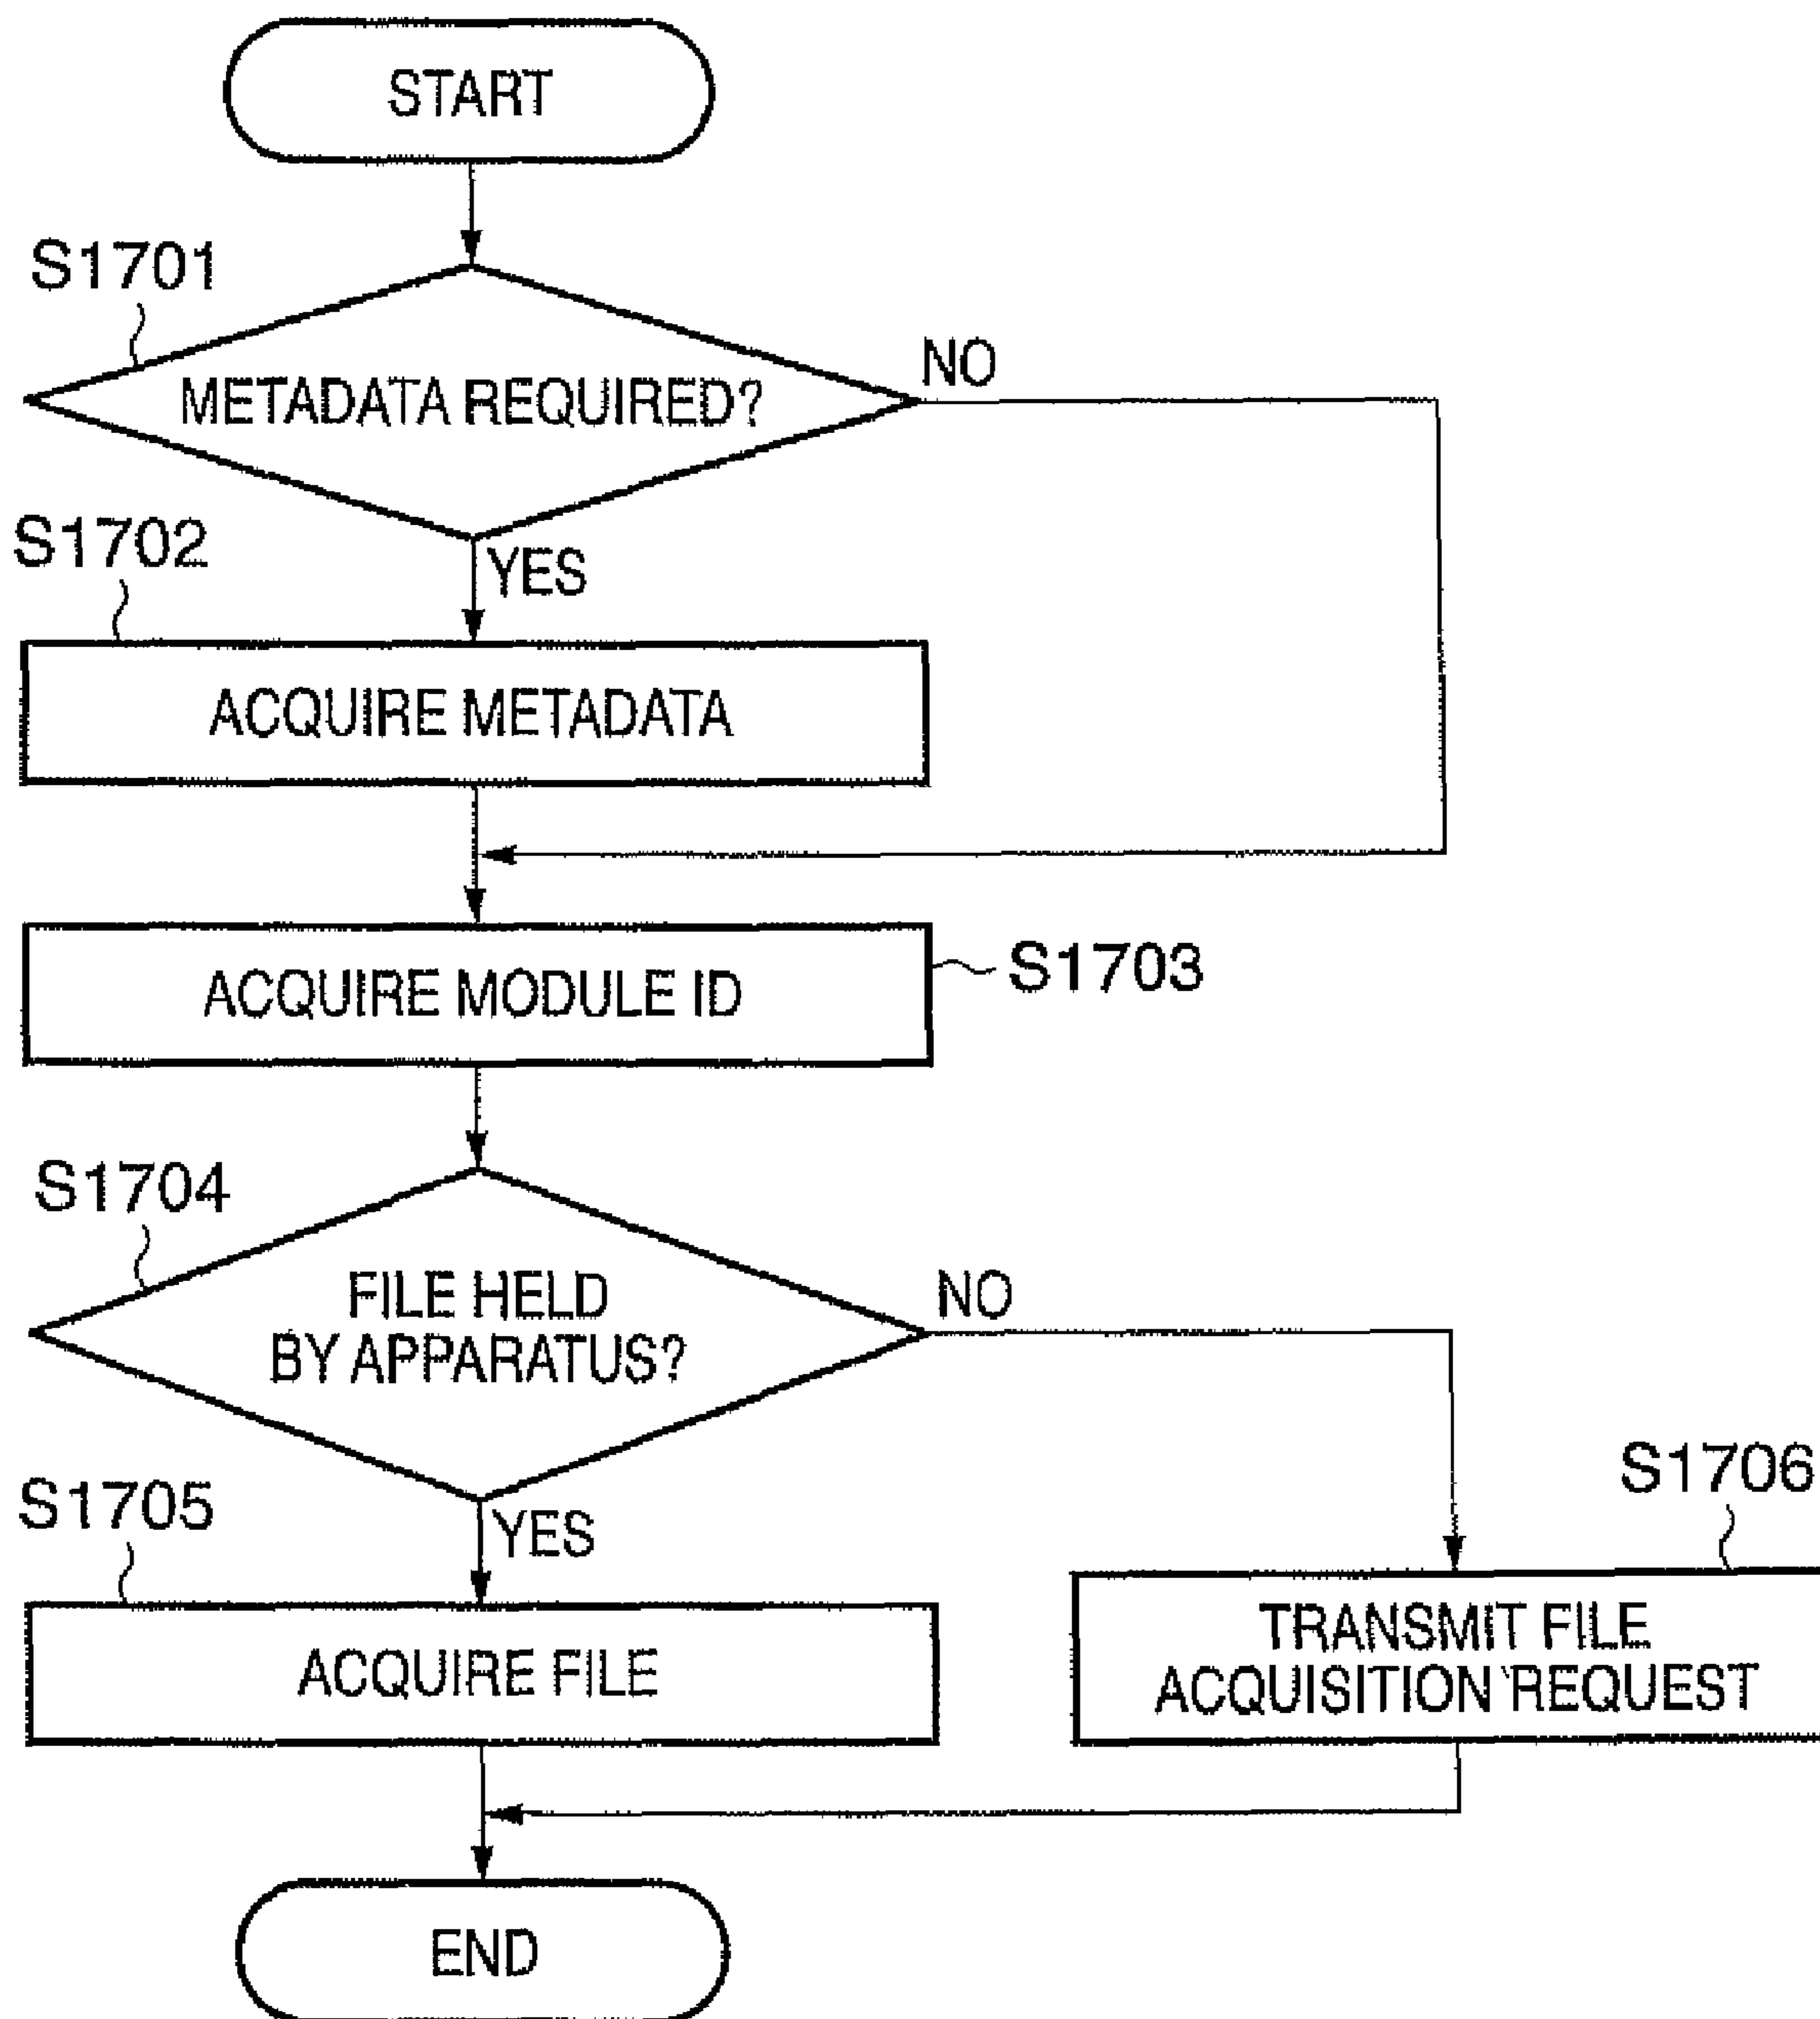 START
S1701
METADATA REQUIRED?
NO
S1702
YES
ACQUIRE METADATA
ACQUIRE MODULE ID
S1703
S1704
FILE HELD
BY APPARATUS?
NO
S1705
YES
S1706
ACQUIRE FILE
TRANSMIT FILE
ACQUISITION REQUEST
END